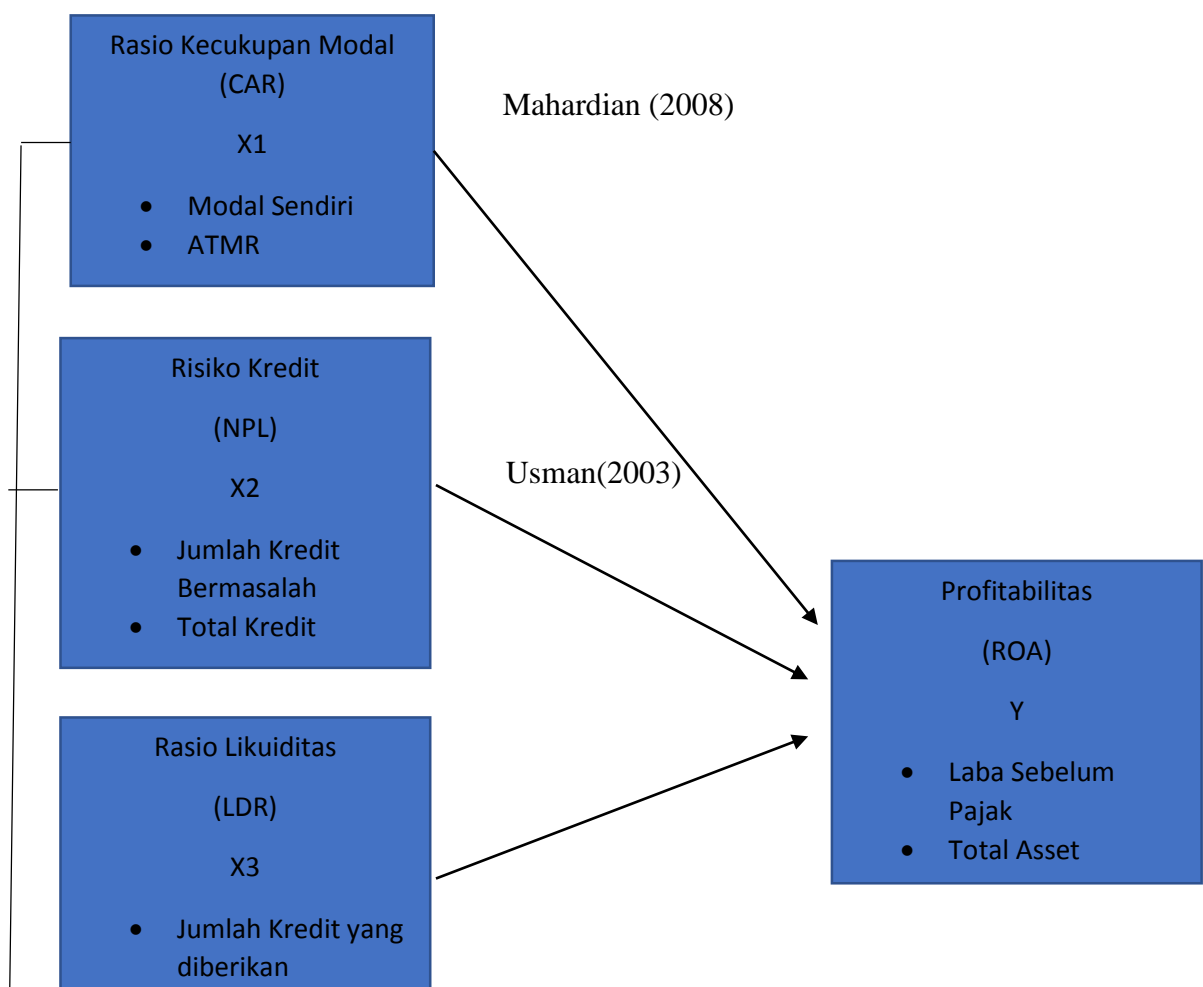 Rasio Kecukupan Modal
(CAR)
X1
• Modal Sendiri
• ATMR
Mahardian (2008)
Risiko Kredit
(NPL)
X2
• Jumlah Kredit
Bermasalah
• Total Kredit
Usman(2003)
Rasio Likuiditas
(LDR)
X3
• Jumlah Kredit yang
diberikan
Profitabilitas
(ROA)
Y
• Laba Sebelum
Pajak
• Total Asset